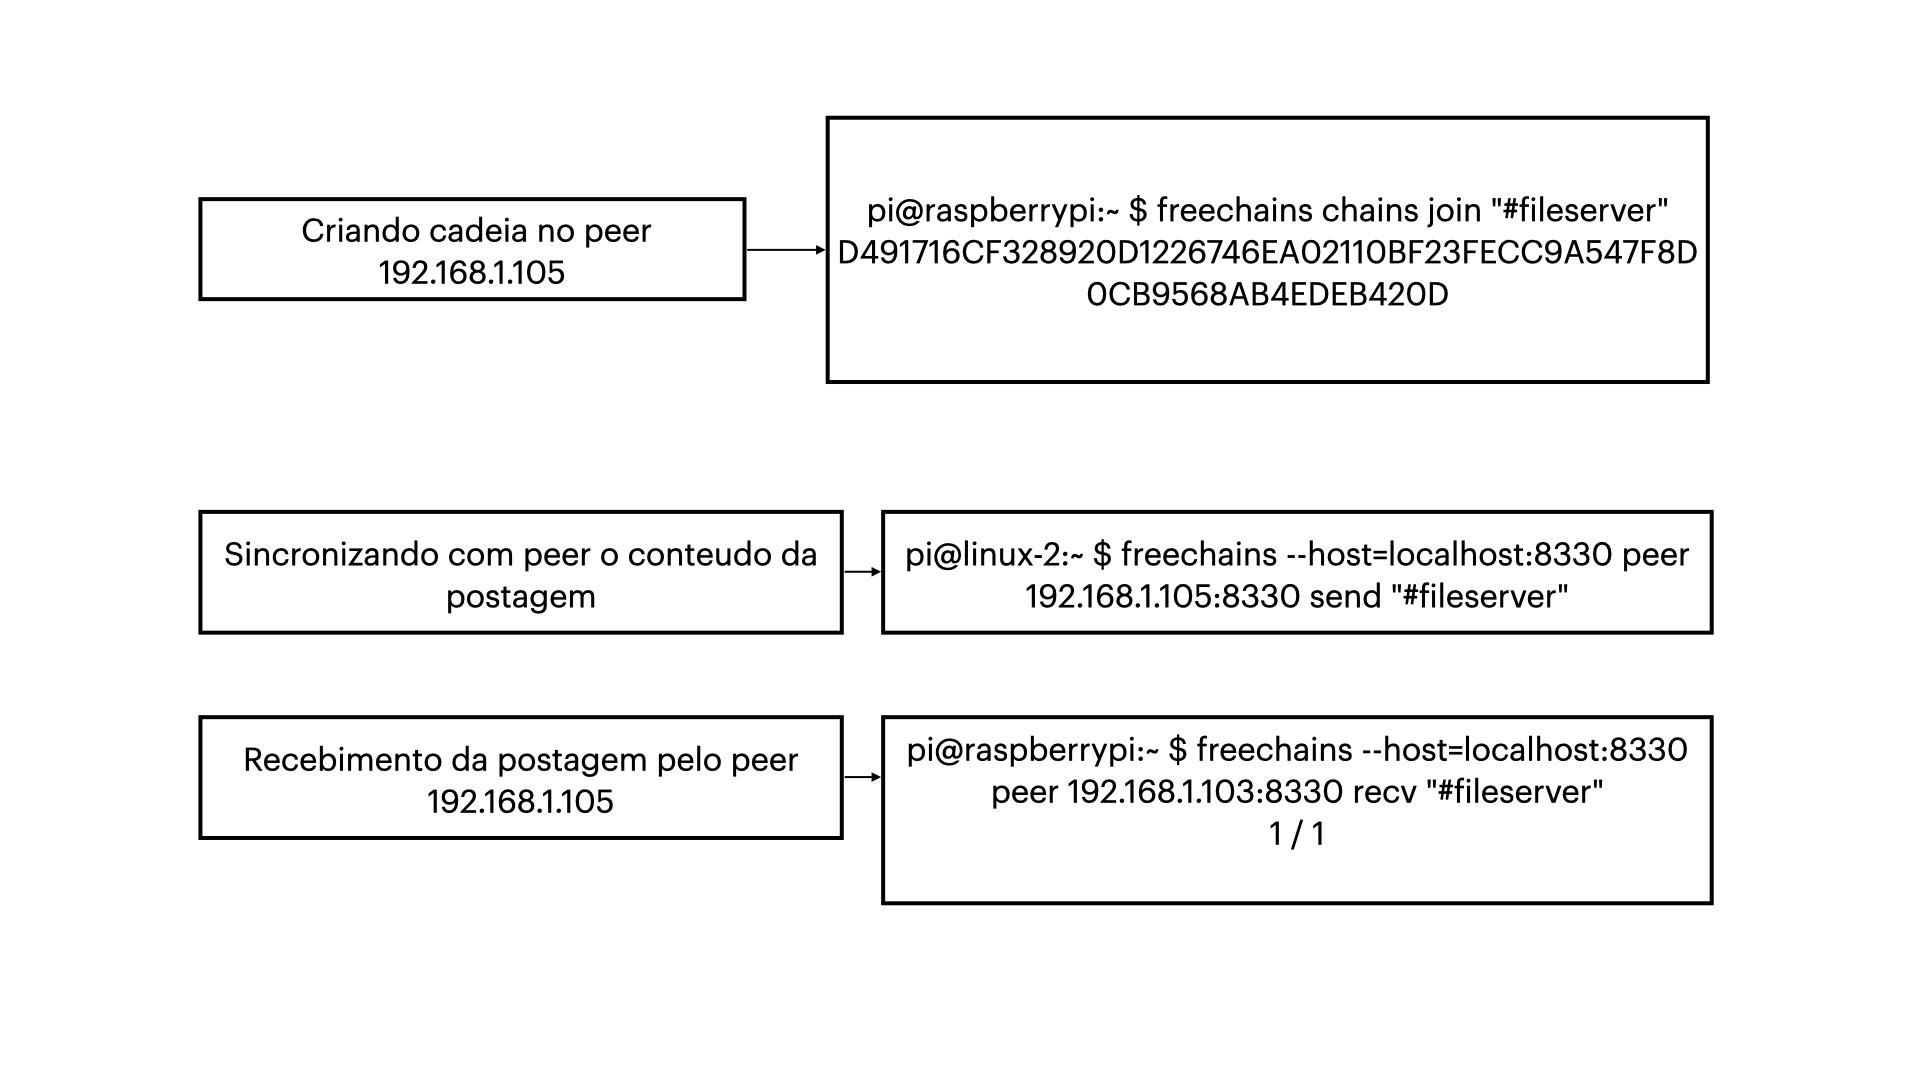 Criando cadeia no peer
192.168.1.105
pi@raspberrypi:~ $ freechains chains join "#fileserver"
D491716CF328920D1226746EA02110BF23FECC9A547F8D
0CB9568AB4EDEB420D
Sincronizando com peer o conteudo da
postagem
pi@linux-2:~ $ freechains --host=localhost:8330 peer
192.168.1.105:8330 send "#fileserver"
Recebimento da postagem pelo peer
192.168.1.105
pi@raspberrypi:~ $ freechains --host=localhost:8330
peer 192.168.1.103:8330 recv "#fileserver"
1 / 1